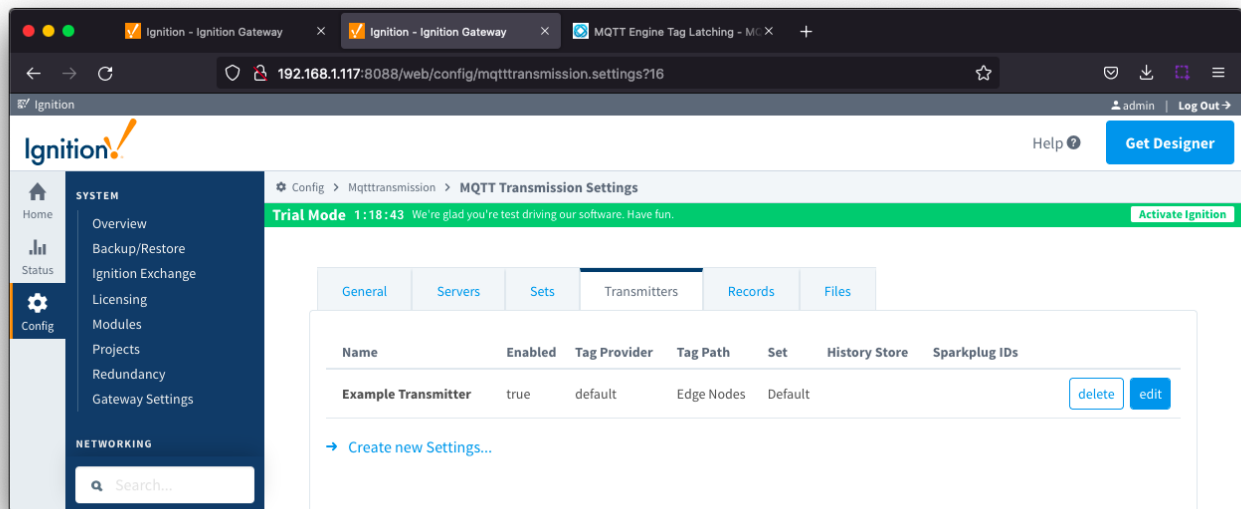 Ignition - Ignition Gateway
Ignition - Ignition Gateway
MQTT Engine Tag Latching - MC
192.168.1.117:8088/web/config/mqtttransmission.settings?16
Ignition
admin | Log Out
Ignition!
Help
Get Designer
Home
Status
Config
SYSTEM
Overview
Backup/Restore
Ignition Exchange
Licensing
Modules
Projects
Redundancy
Gateway Settings
NETWORKING
Search...
Config > Mqtttransmission > MQTT Transmission Settings
Trial Mode 1:18:43 We're glad you're test driving our software. Have fun.
Activate Ignition
General Servers Sets Transmitters Records Files
Name Enabled Tag Provider Tag Path Set History Store Sparkplug IDs
Example Transmitter true default Edge Nodes Default delete edit
Create new Settings...